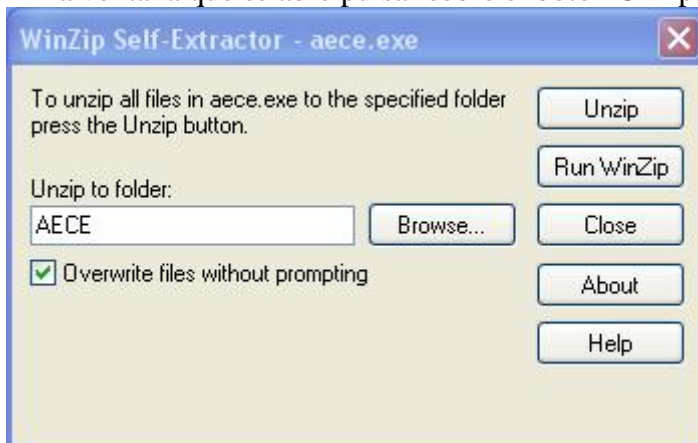 WinZip Self-Extractor - aece.exe
To unzip all files in aece.exe to the specified folder
press the Unzip button.
Unzip
Run WinZip
Unzip to folder:
AECE
Browse...
Close
Overwrite files without prompting
About
Help